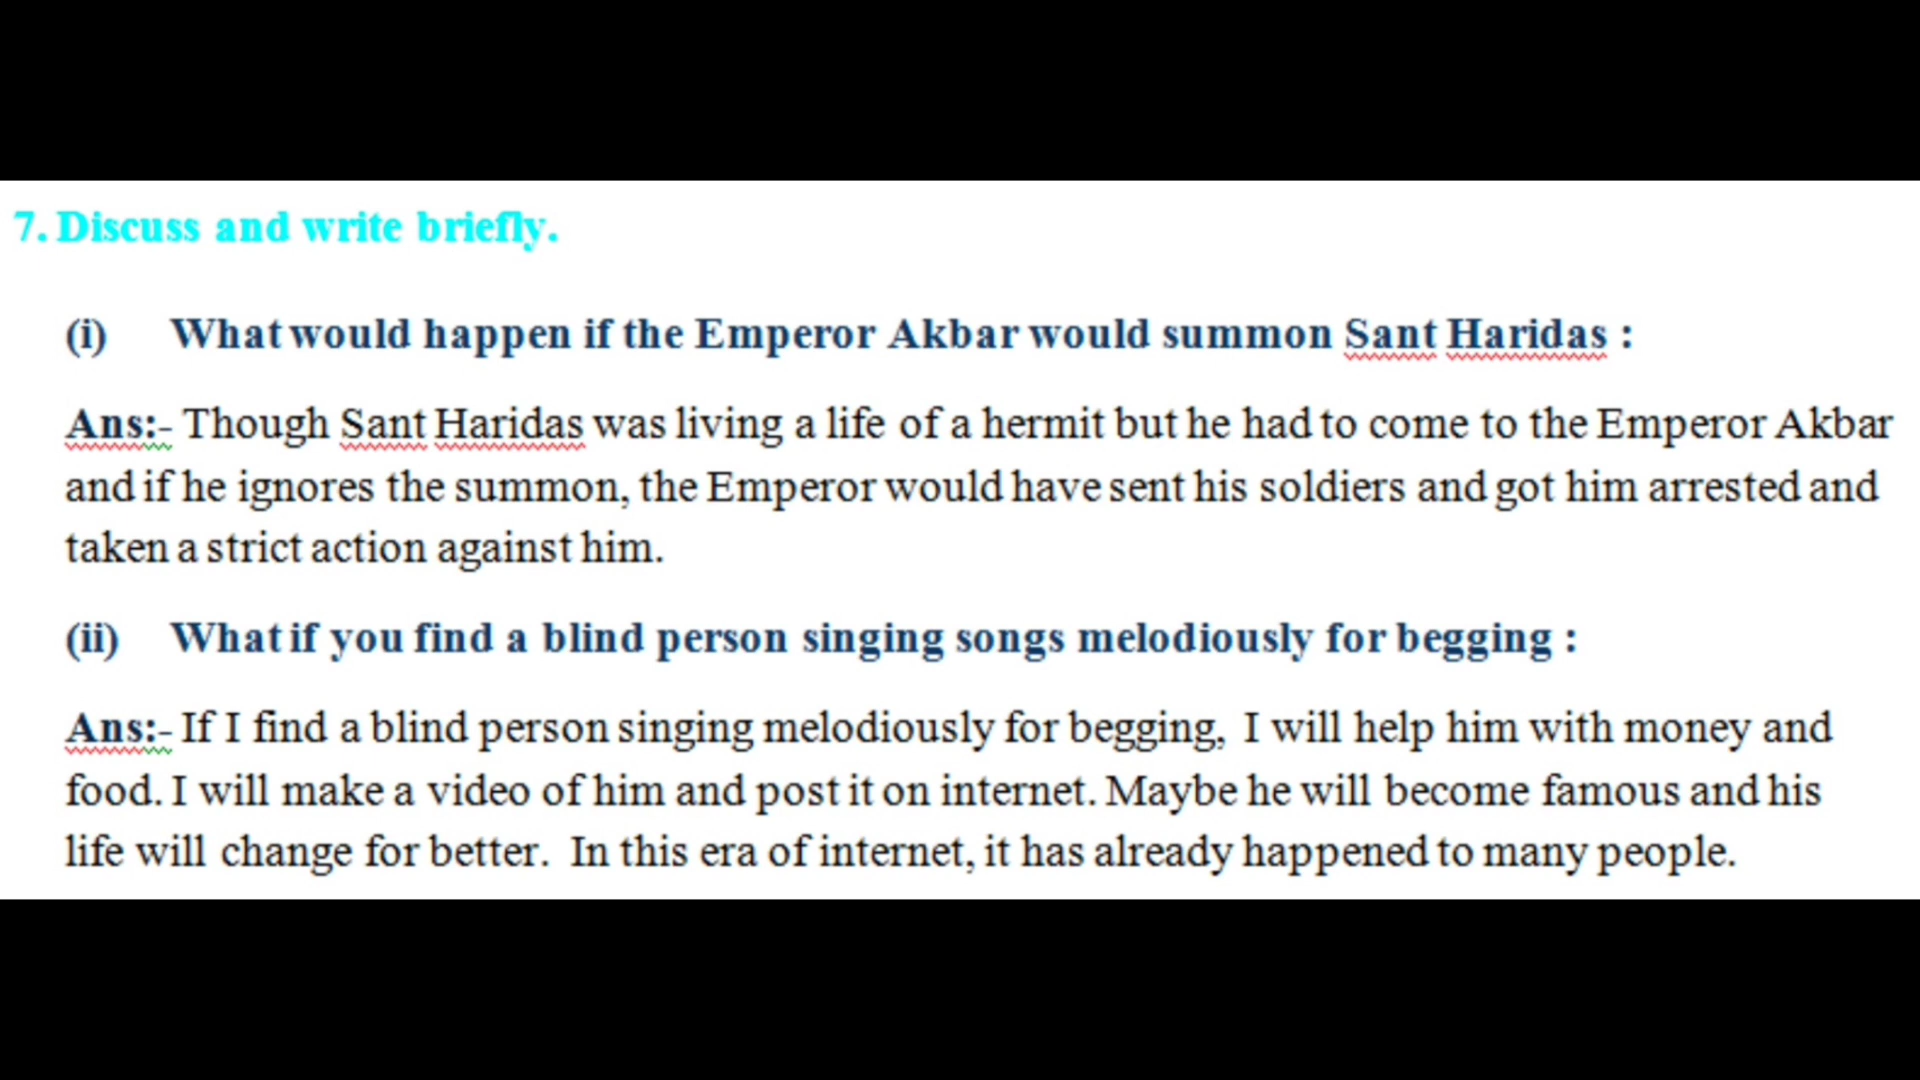 7. Discuss and write briefly.
(i) What would happen if the Emperor Akbar would summon Sant Haridas :
Ans:- Though Sant Haridas was living a life of a hermit but he had to come to the Emperor Akbar
and if he ignores the summon, the Emperor would have sent his soldiers and got him arrested and
taken a strict action against him.
(ii) What if you find a blind person singing songs melodiously for begging :
Ans:- If I find a blind person singing melodiously for begging, I will help him with money and
food. I will make a video of him and post it on internet. Maybe he will become famous and his
life will change for better. In this era of internet, it has already happened to many people.